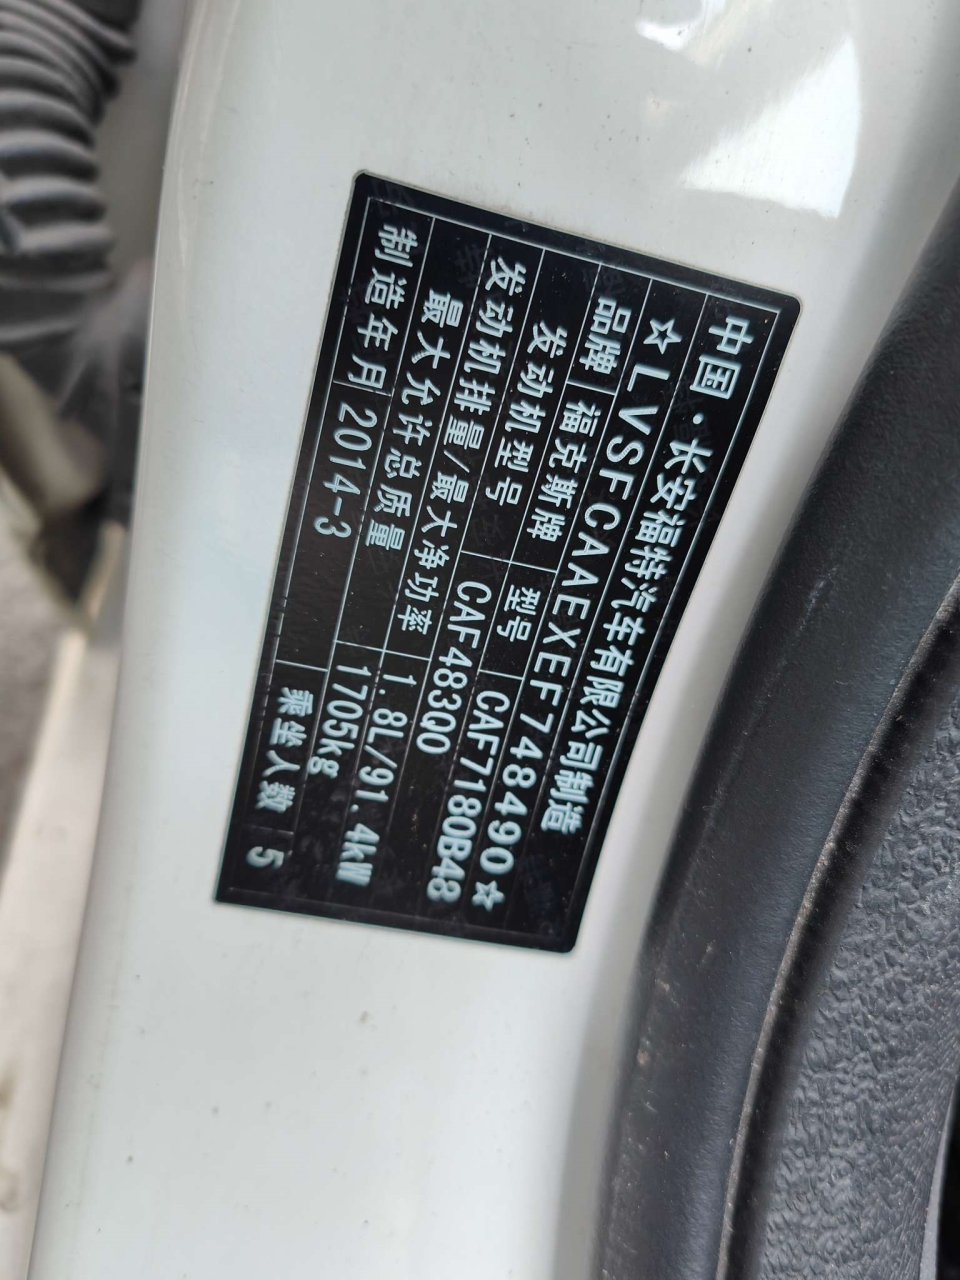 中国·长安福特汽车有限公司制造
☆LVSFCAAEXEF748490☆
品牌 福克斯牌 型号 CAF7180B48
发动机型号 CAF483Q0
发动机排量/最大净功率 1.8L/91.4kW
最大允许总质量 1705kg
制造年月 2014-3 乘坐人数 5